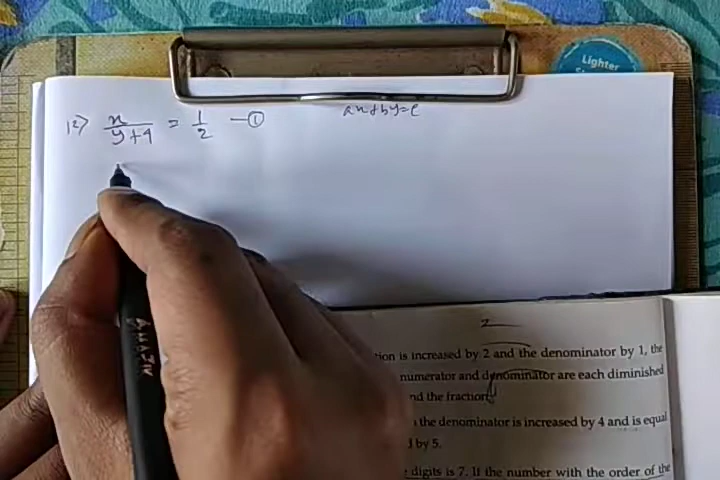 Lighter
12) x/(y+4) = 1/2 —①
ax+by=c
2
tion is increased by 2 and the denominator by 1, the
numerator and denominator are each diminished
nd the fraction.
the denominator is increased by 4 and is equal
d by 5.
digits is 7. If the number with the order of the